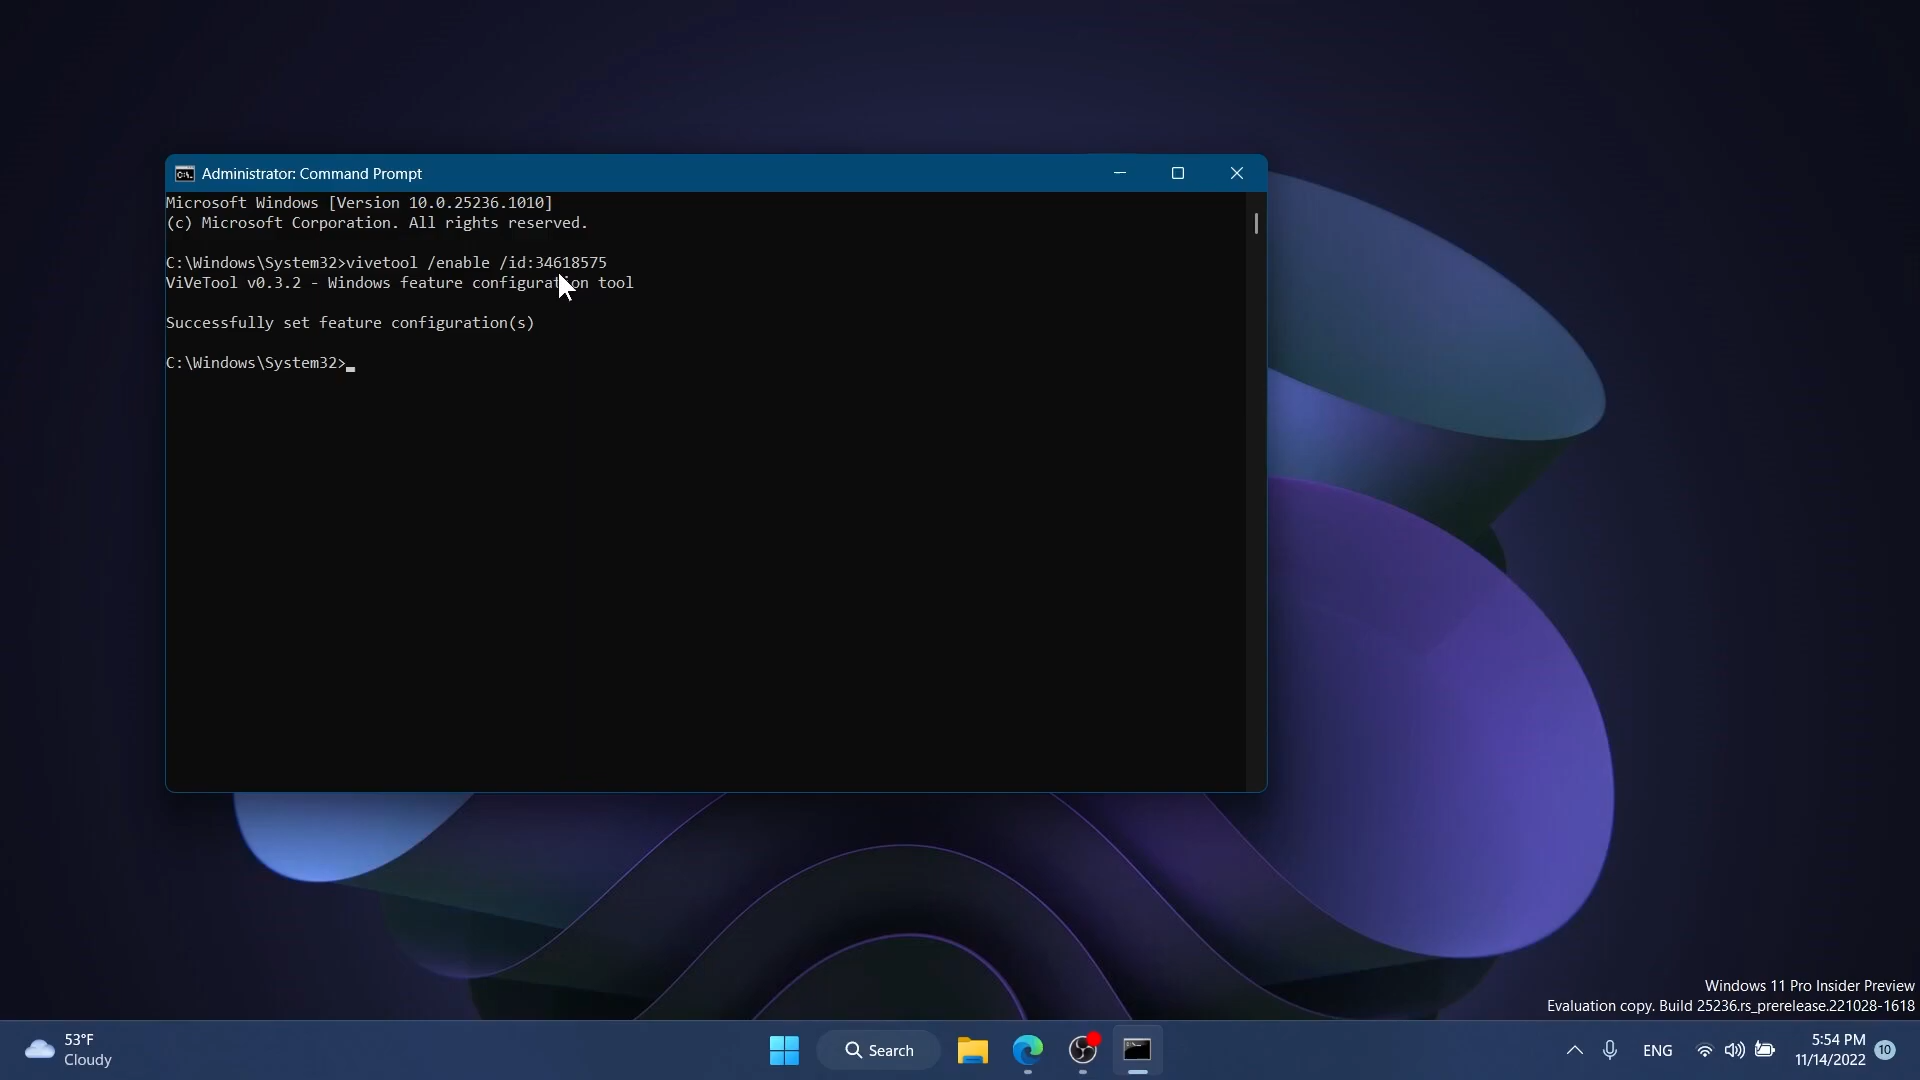 Administrator: Command Prompt
Microsoft Windows [Version 10.0.25236.1010]
(c) Microsoft Corporation. All rights reserved.
C:\Windows\System32>vivetool /enable /id:34618575
ViVeTool v0.3.2 - Windows feature configuration tool
Successfully set feature configuration(s)
C:\Windows\System32>
Windows 11 Pro Insider Preview
Evaluation copy. Build 25236.rs_prerelease.221028-1618
53°F
Cloudy
Search
ENG
5:54 PM
11/14/2022
10